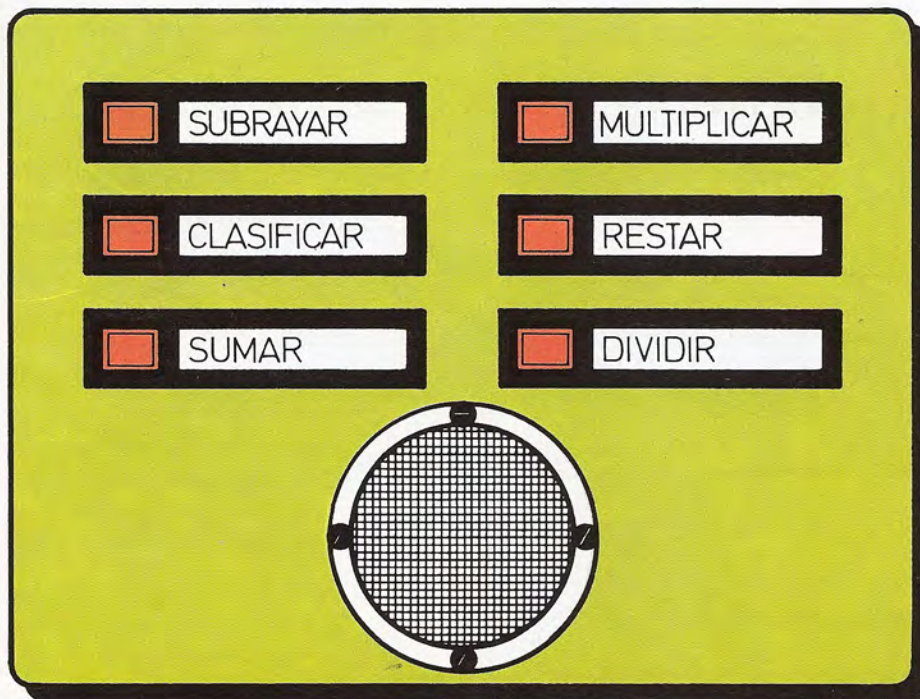 SUBRAYAR
MULTIPLICAR
CLASIFICAR
RESTAR
SUMAR
DIVIDIR